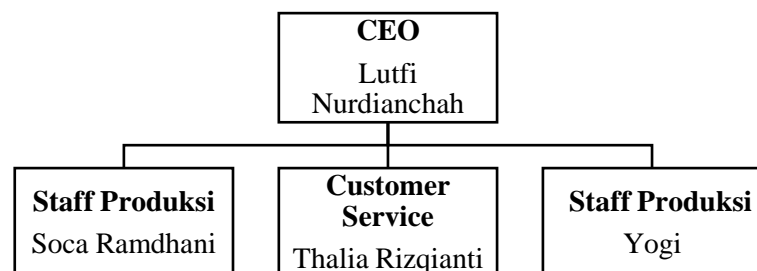 CEO
Lutfi
Nurdianchah
Staff Produksi
Soca Ramdhani
Customer
Service
Thalia Rizqianti
Staff Produksi
Yogi